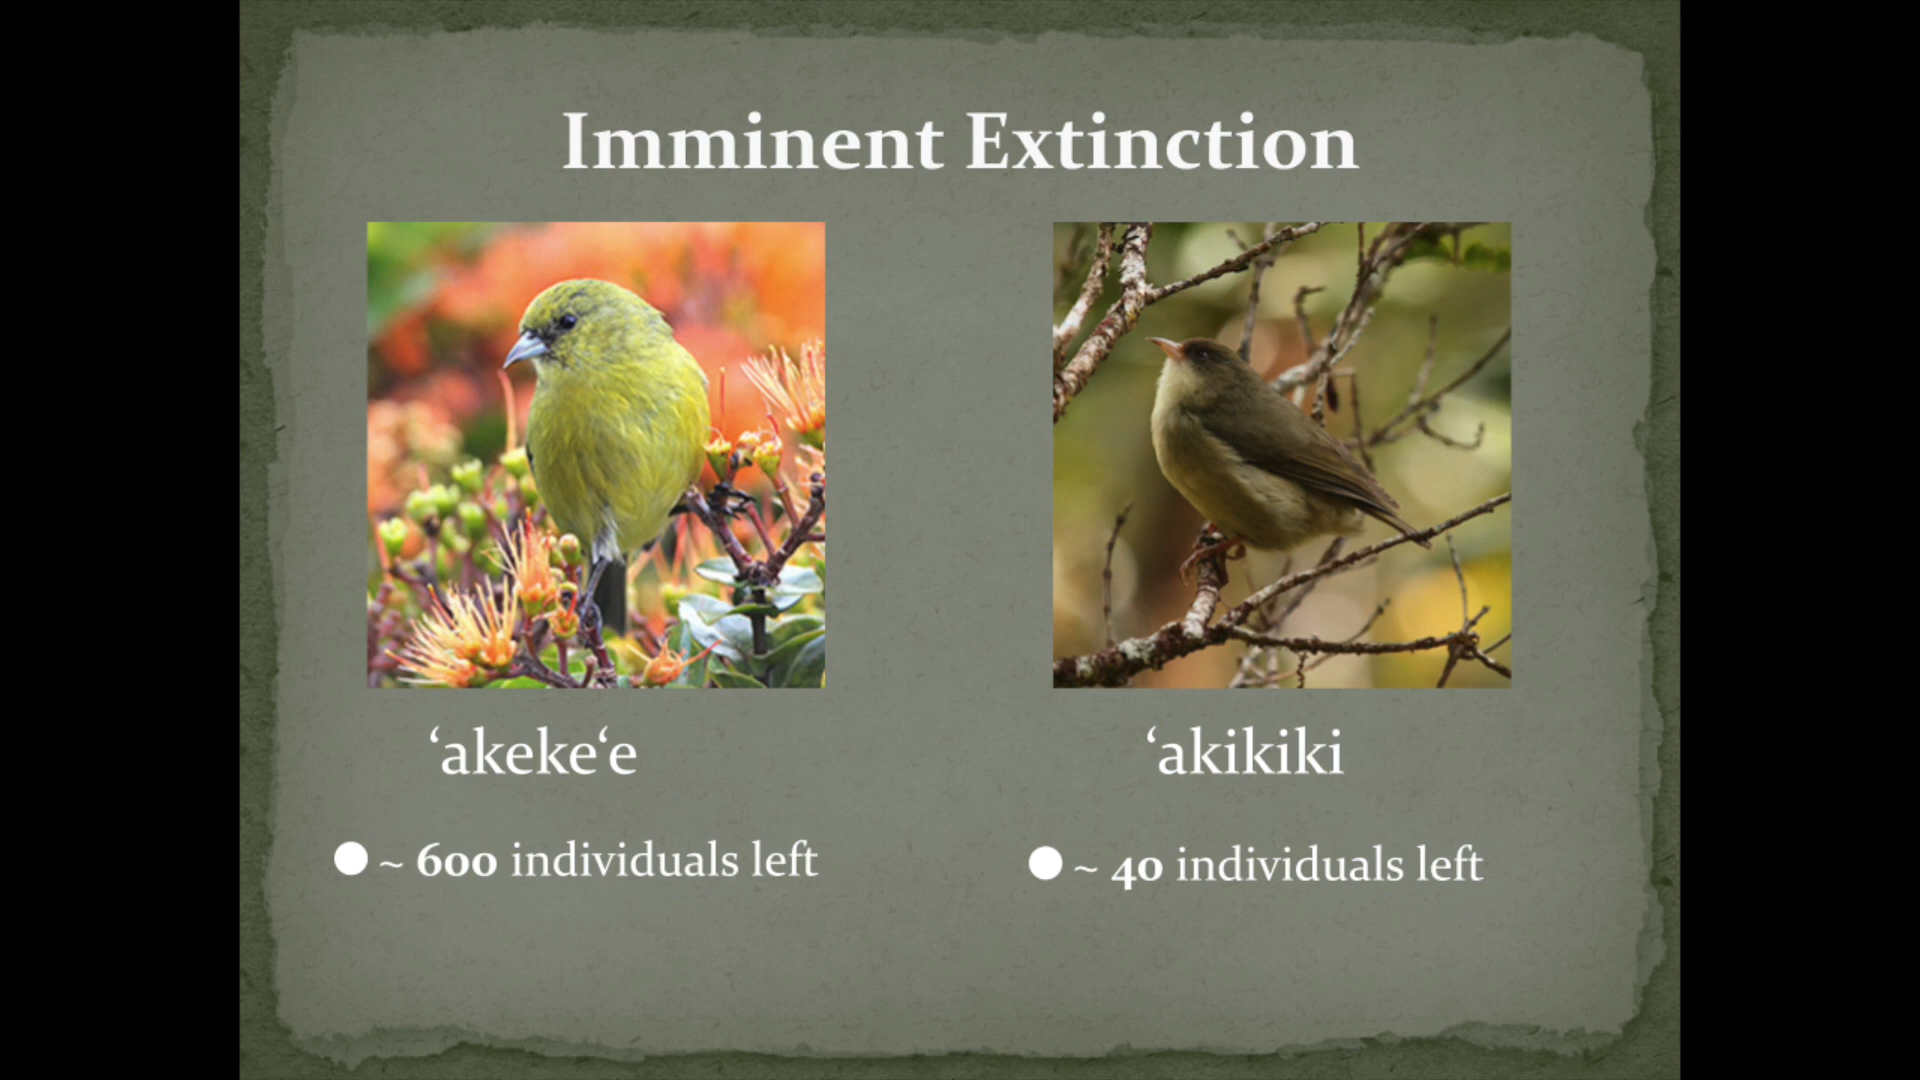 Imminent Extinction
‘akeke‘e
‘akikiki
~ 600 individuals left
~ 40 individuals left